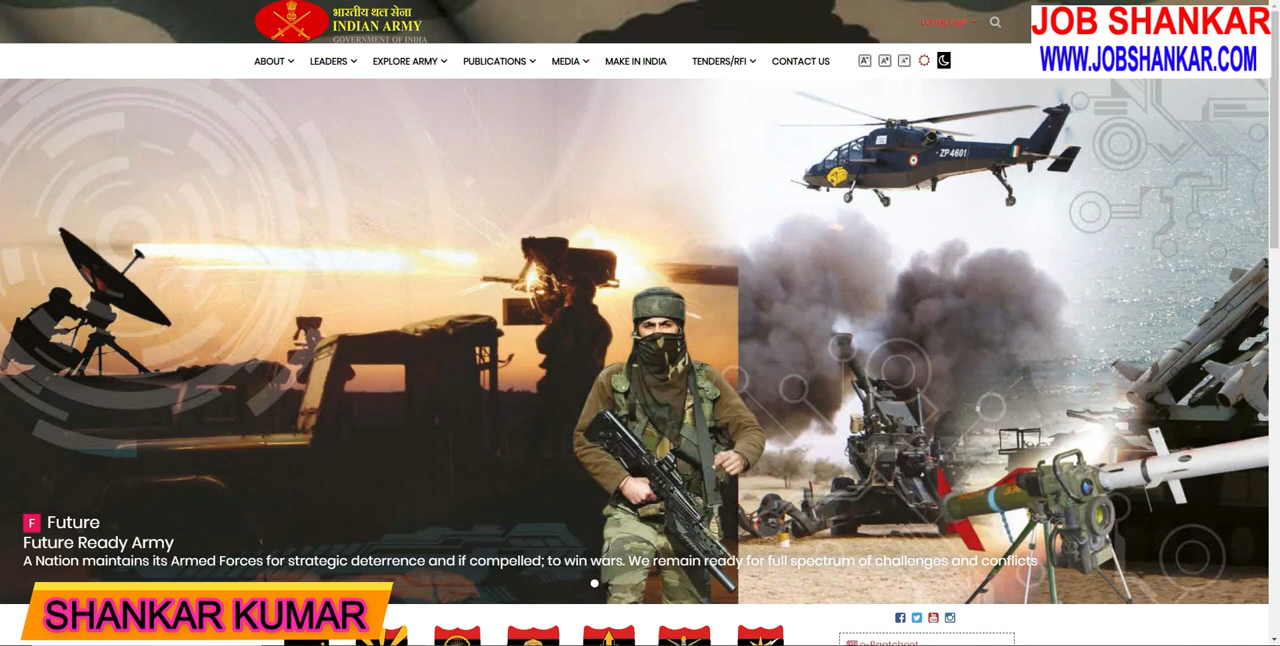 भारतीय थल सेना
INDIAN ARMY
GOVERNMENT OF INDIA
Language
JOB SHANKAR
WWW.JOBSHANKAR.COM
ABOUT LEADERS EXPLORE ARMY PUBLICATIONS MEDIA MAKE IN INDIA TENDERS/RFI CONTACT US
ZP4601
F Future
Future Ready Army
A Nation maintains its Armed Forces for strategic deterrence and if compelled; to win wars. We remain ready for full spectrum of challenges and conflicts
SHANKAR KUMAR